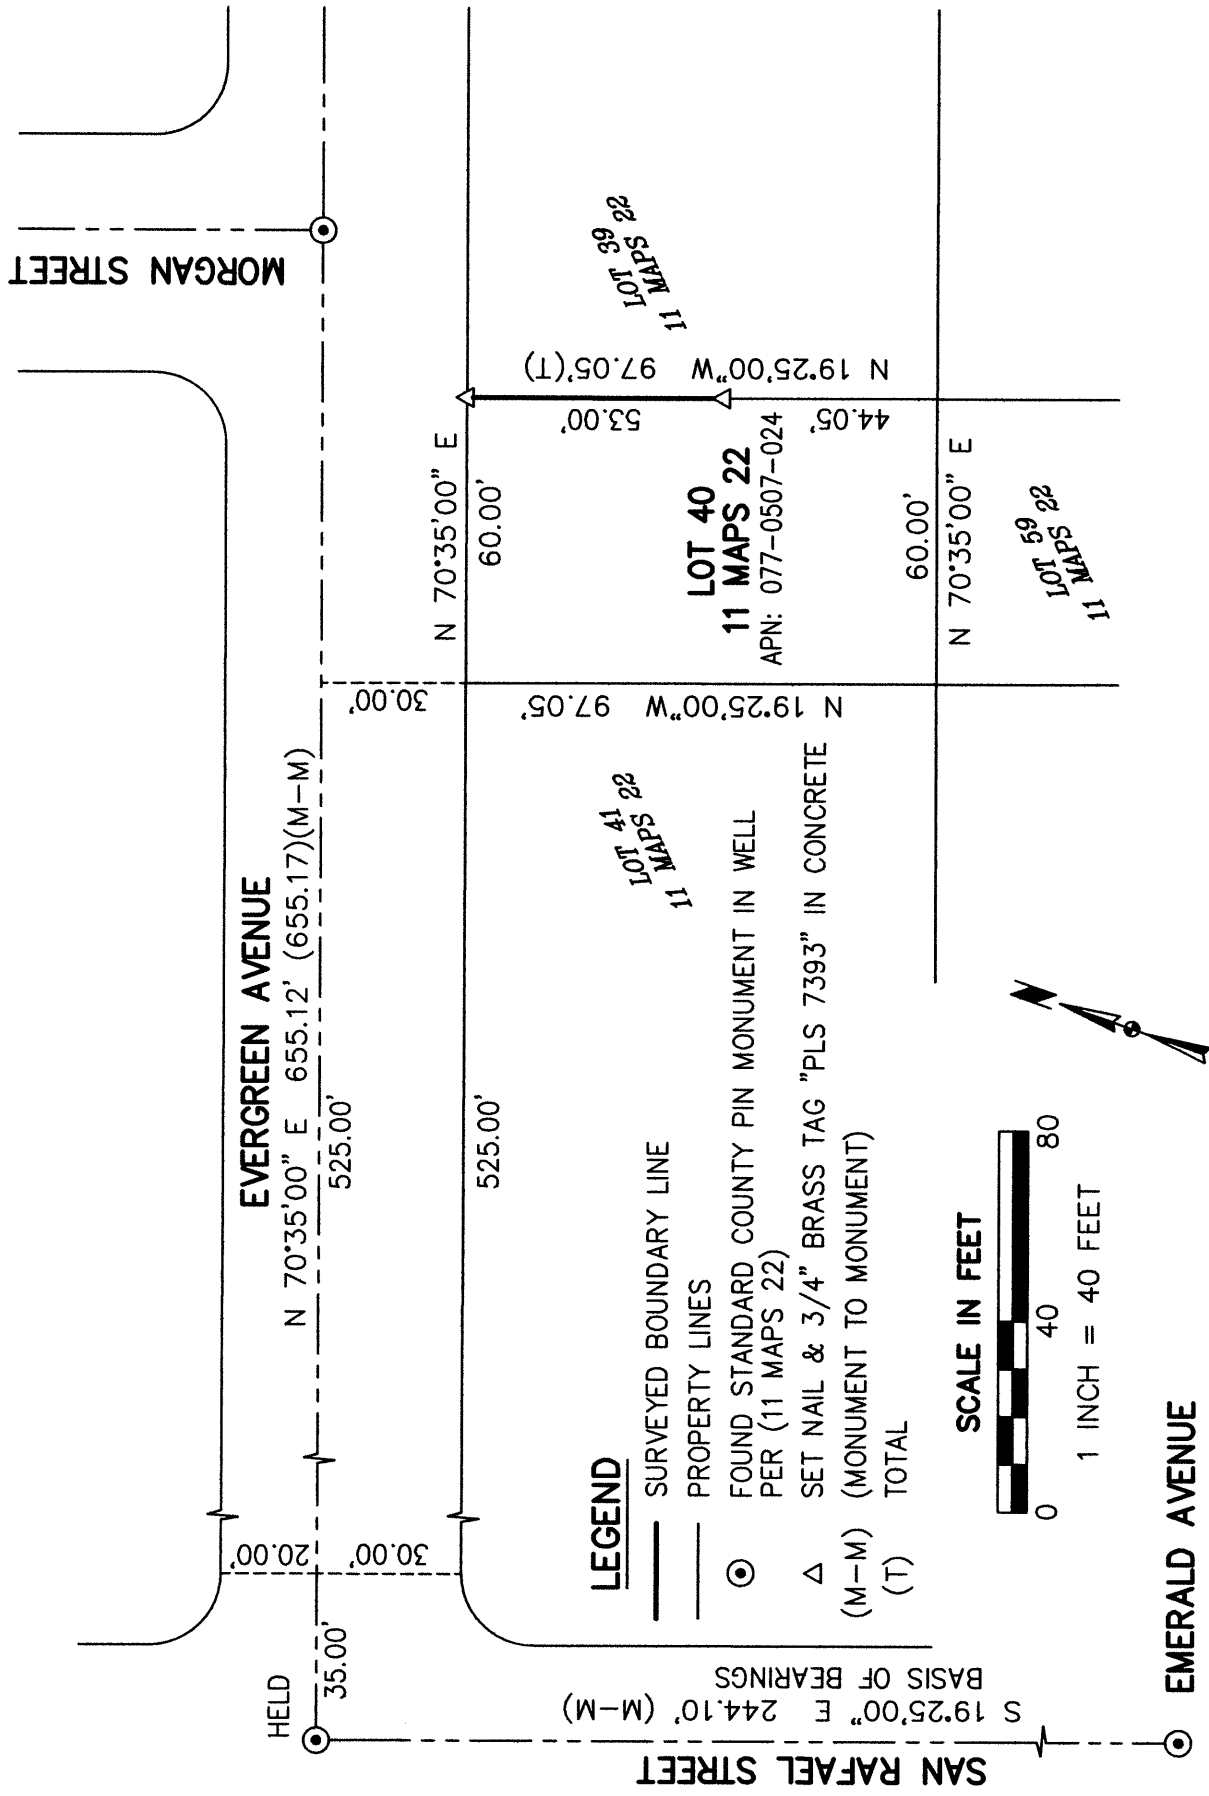 MORGAN STREET
EVERGREEN AVENUE
N 70°35'00" E 655.12' (655.17)(M-M)
HELD
35.00'
20.00'
30.00'
525.00'
30.00'
525.00'
N 70°35'00" E
60.00'
LOT 41
11 MAPS 22
N 19°25'00"W 97.05'
LOT 40
11 MAPS 22
APN: 077-0507-024
53.00'
44.05'
N 19°25'00"W 97.05'(T)
LOT 39
11 MAPS 22
60.00'
N 70°35'00" E
LOT 59
11 MAPS 22
LEGEND
SURVEYED BOUNDARY LINE
PROPERTY LINES
FOUND STANDARD COUNTY PIN MONUMENT IN WELL
PER (11 MAPS 22)
SET NAIL & 3/4" BRASS TAG "PLS 7393" IN CONCRETE
(M-M) (MONUMENT TO MONUMENT)
(T) TOTAL
SCALE IN FEET
0 40 80
1 INCH = 40 FEET
N
BASIS OF BEARINGS
S 19°25'00" E 244.10' (M-M)
SAN RAFAEL STREET
EMERALD AVENUE